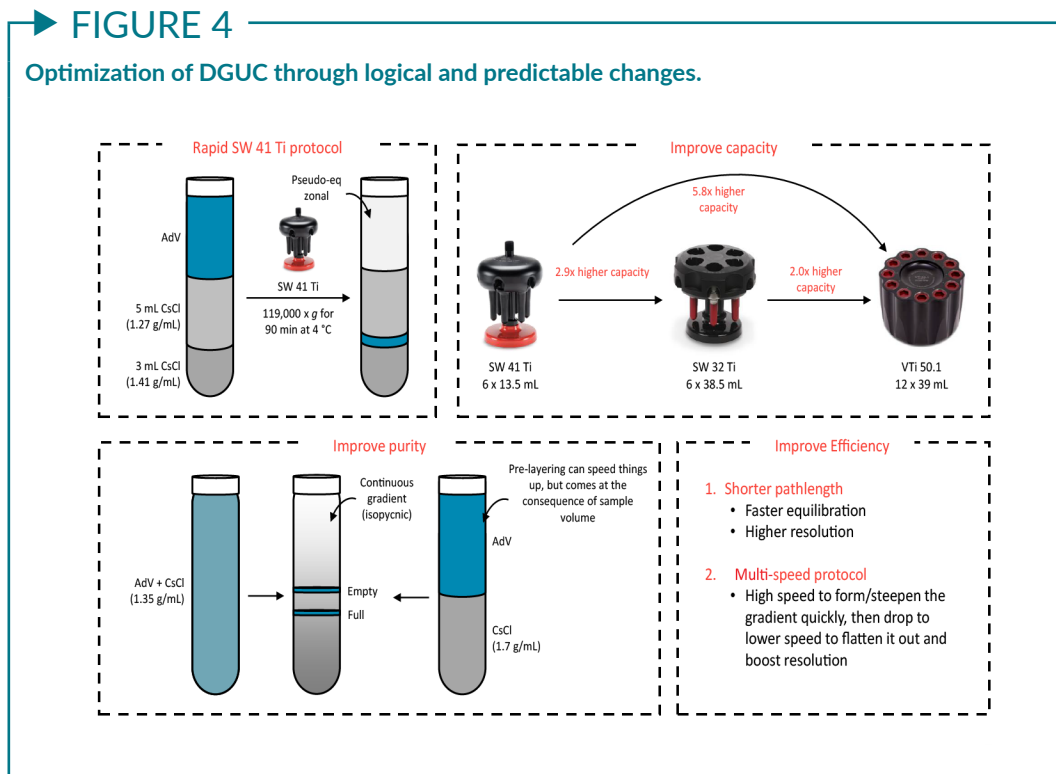 FIGURE 4
Optimization of DGUC through logical and predictable changes.
Rapid SW 41 Ti protocol
Pseudo-eq
zonal
AdV
SW 41 Ti
119,000 x g for
90 min at 4 °C
5 mL CsCl
(1.27 g/mL)
3 mL CsCl
(1.41 g/mL)
Improve capacity
5.8x higher
capacity
2.9x higher capacity
2.0x higher
capacity
SW 41 Ti
6 x 13.5 mL
SW 32 Ti
6 x 38.5 mL
VTi 50.1
12 x 39 mL
Improve purity
Continuous
gradient
(isopycnic)
Pre-layering can speed things
up, but comes at the
consequence of sample
volume
AdV
AdV + CsCl
(1.35 g/mL)
Empty
Full
CsCl
(1.7 g/mL)
Improve Efficiency
1. Shorter pathlength
• Faster equilibration
• Higher resolution
2. Multi-speed protocol
• High speed to form/steepen the
gradient quickly, then drop to
lower speed to flatten it out and
boost resolution